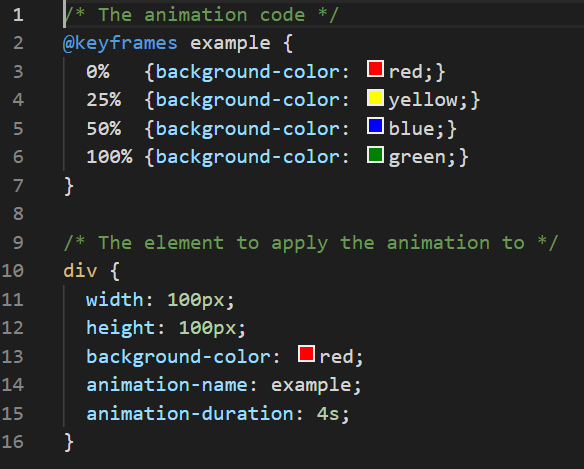 1 /* The animation code */
2 @keyframes example {
3   0%   {background-color: red;}
4   25%  {background-color: yellow;}
5   50%  {background-color: blue;}
6   100% {background-color: green;}
7 }
8
9 /* The element to apply the animation to */
10 div {
11   width: 100px;
12   height: 100px;
13   background-color: red;
14   animation-name: example;
15   animation-duration: 4s;
16 }